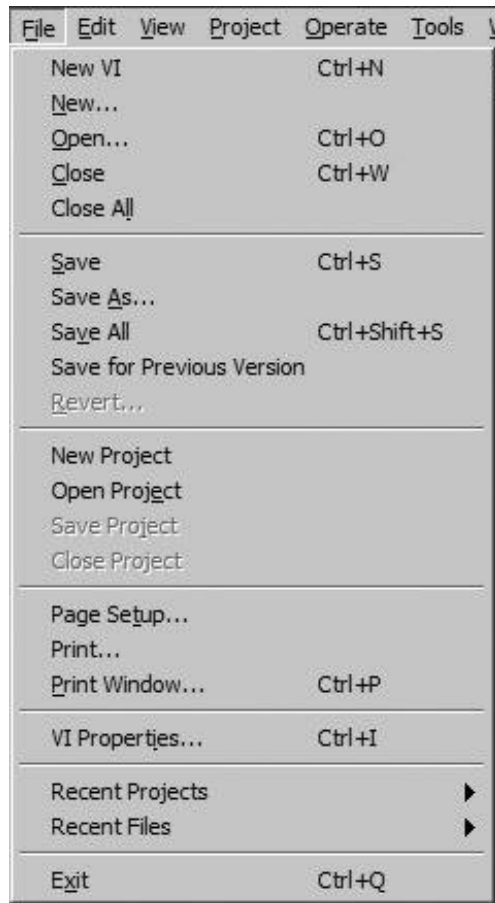 File Edit View Project Operate Tools
New VI Ctrl+N
New...
Open... Ctrl+O
Close Ctrl+W
Close All
Save Ctrl+S
Save As...
Save All Ctrl+Shift+S
Save for Previous Version
Revert...
New Project
Open Project
Save Project
Close Project
Page Setup...
Print...
Print Window... Ctrl+P
VI Properties... Ctrl+I
Recent Projects
Recent Files
Exit Ctrl+Q